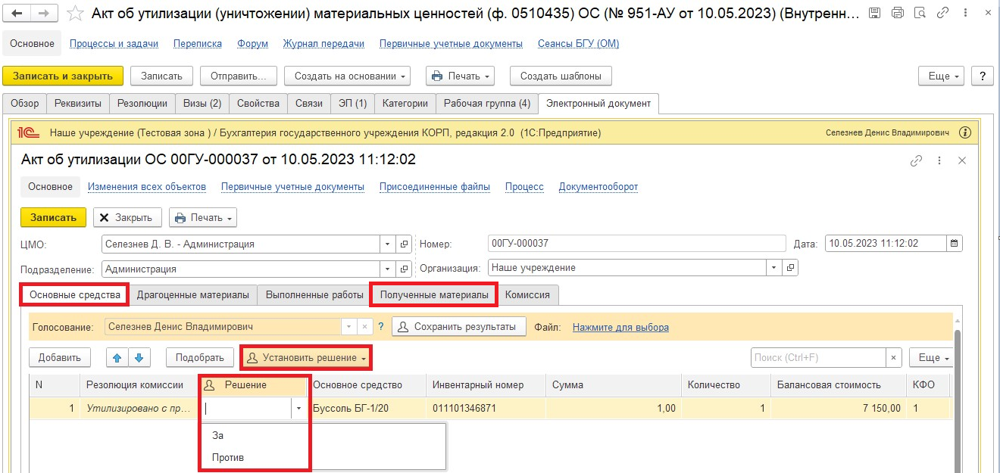 Акт об утилизации (уничтожении) материальных ценностей (ф. 0510435) ОС (№ 951-АУ от 10.05.2023) (Внутренн...
Основное Процессы и задачи Переписка Форум Журнал передачи Первичные учетные документы Сеансы БГУ (ОМ)
Записать и закрыть Записать Отправить... Создать на основании Печать Создать шаблоны Еще ?
Обзор Реквизиты Резолюции Визы (2) Свойства Связи ЭП (1) Категории Рабочая группа (4) Электронный документ
1С Наше учреждение (Тестовая зона ) / Бухгалтерия государственного учреждения КОРП, редакция 2.0 (1С:Предприятие) Селезнев Денис Владимирович i
Акт об утилизации ОС 00ГУ-000037 от 10.05.2023 11:12:02
Основное Изменения всех объектов Первичные учетные документы Присоединенные файлы Процесс Документооборот
Записать Закрыть Печать
ЦМО: Селезнев Д. В. - Администрация Номер: 00ГУ-000037 Дата: 10.05.2023 11:12:02
Подразделение: Администрация Организация: Наше учреждение
Основные средства Драгоценные материалы Выполненные работы Полученные материалы Комиссия
Голосование: Селезнев Денис Владимирович ? Сохранить результаты Файл: Нажмите для выбора
Добавить Подобрать Установить решение Поиск (Ctrl+F) × Еще
N Резолюция комиссии Решение Основное средство Инвентарный номер Сумма Количество Балансовая стоимость КФО
1 Утилизировано с пр... Буссоль БГ-1/20 011101346871 1,00 1 7 150,00 1
За
Против